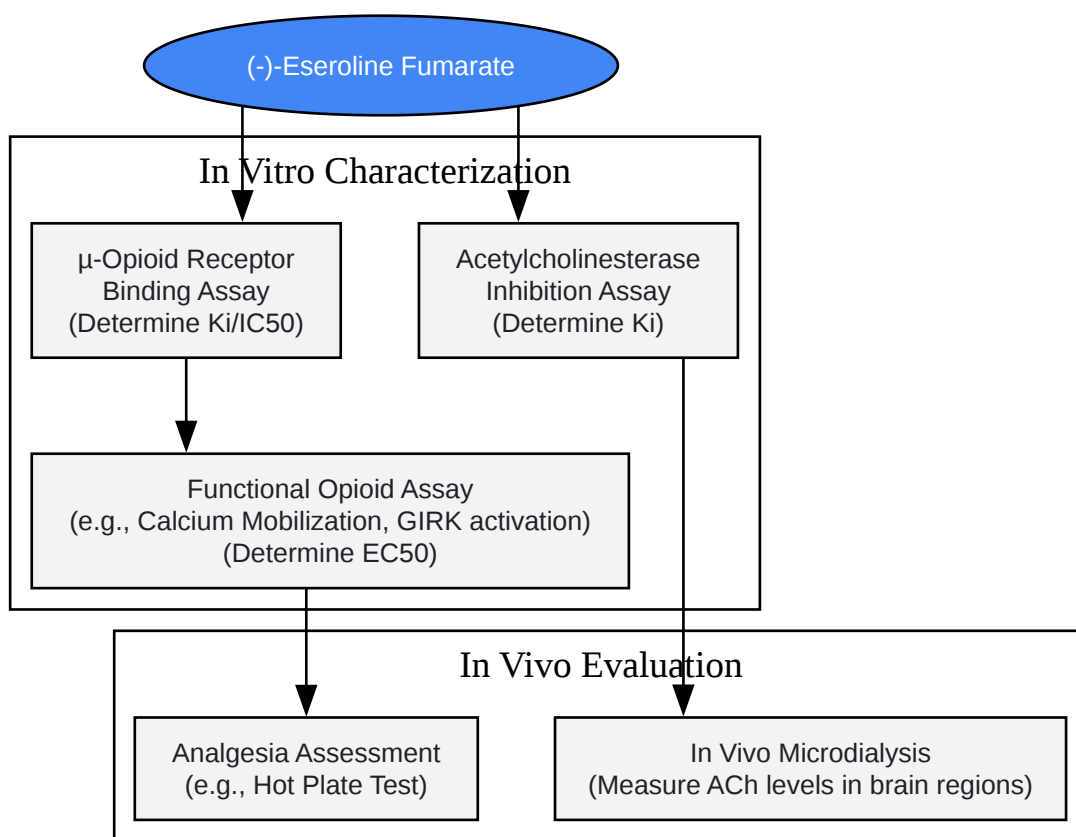 (-)-Eseroline Fumarate
In Vitro Characterization
µ-Opioid Receptor
Binding Assay
(Determine Ki/IC50)
Acetylcholinesterase
Inhibition Assay
(Determine Ki)
Functional Opioid Assay
(e.g., Calcium Mobilization, GIRK activation)
(Determine EC50)
In Vivo Evaluation
Analgesia Assessment
(e.g., Hot Plate Test)
In Vivo Microdialysis
(Measure ACh levels in brain regions)